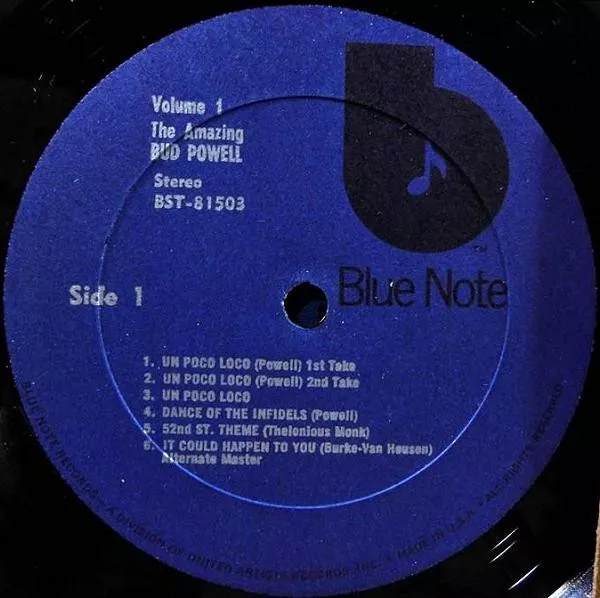 Volume 1
The Amazing
BUD POWELL
Stereo
BST-81503
Side 1
TM
Blue Note
1. UN POCO LOCO (Powell) 1st Take
2. UN POCO LOCO (Powell) 2nd Take
3. UN POCO LOCO
4. DANCE OF THE INFIDELS (Powell)
5. 52nd ST. THEME (Thelonious Monk)
6. IT COULD HAPPEN TO YOU (Burke-Van Heusen)
Alternate Master
BLUE NOTE RECORDS - A DIVISION OF UNITED ARTISTS RECORDS, INC. • MADE IN U.S.A. • ALL RIGHTS RESERVED